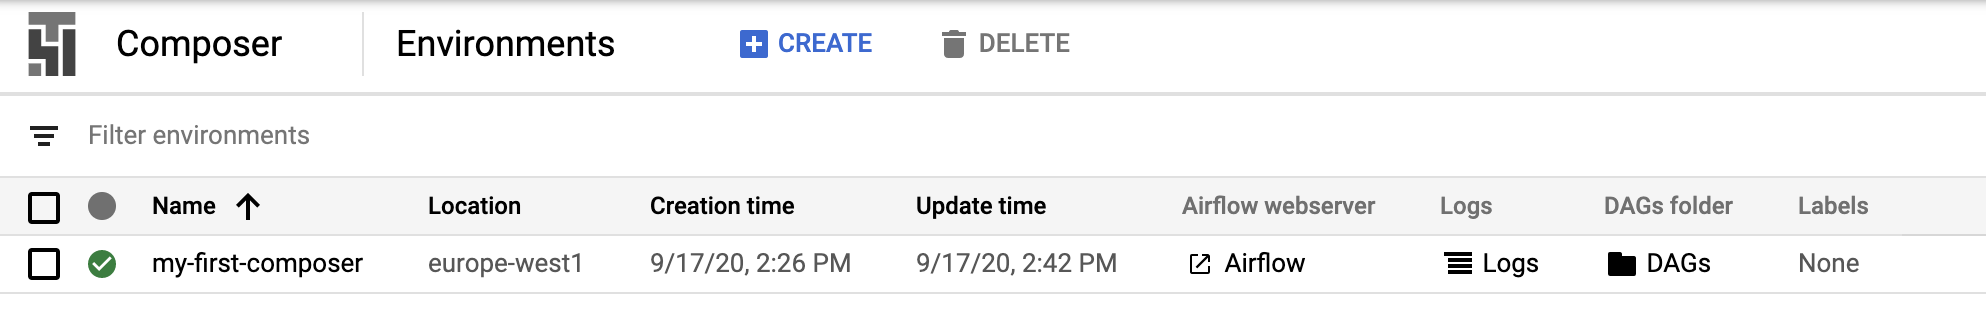 Composer Environments CREATE DELETE
Filter environments
Name Location Creation time Update time Airflow webserver Logs DAGs folder Labels
my-first-composer europe-west1 9/17/20, 2:26 PM 9/17/20, 2:42 PM Airflow Logs DAGs None